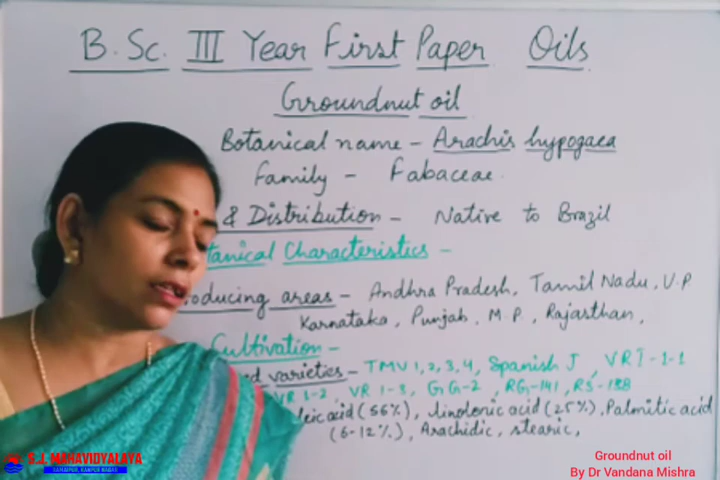 B.Sc. III Year First Paper Oils
Groundnut oil
Botanical name - Arachis hypogaea
Family - Fabaceae.
& Distribution - Native to Brazil
tanical Characteristics -
oducing areas - Andhra Pradesh, Tamil Nadu, U.P.
Karnataka, Punjab, M.P, Rajasthan,
Cultivation -
ed varieties - TMV 1, 2, 3, 4, Spanish J, VRI-1-1
VR 1-2, VR 1-3, GG-2, RG-141, RS-138
leic acid (56%), linolenic acid (25%), Palmitic acid
(6-12%), Arachidic, stearic,
MAHAVIDYALAYA
Groundnut oil
By Dr Vandana Mishra